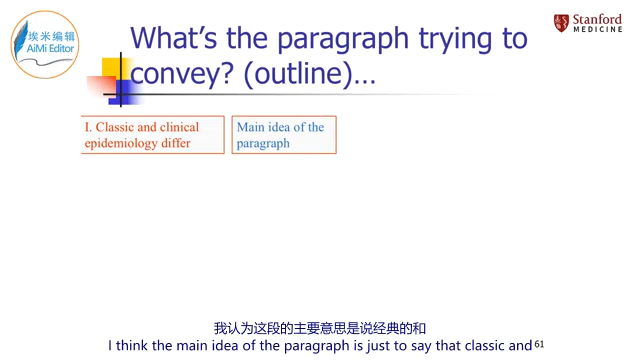 埃米编辑
AiMi Editor
Stanford
MEDICINE
What's the paragraph trying to
convey? (outline)…
I. Classic and clinical
epidemiology differ
Main idea of the
paragraph
我认为这段的主要意思是说经典的和
I think the main idea of the paragraph is just to say that classic and
61